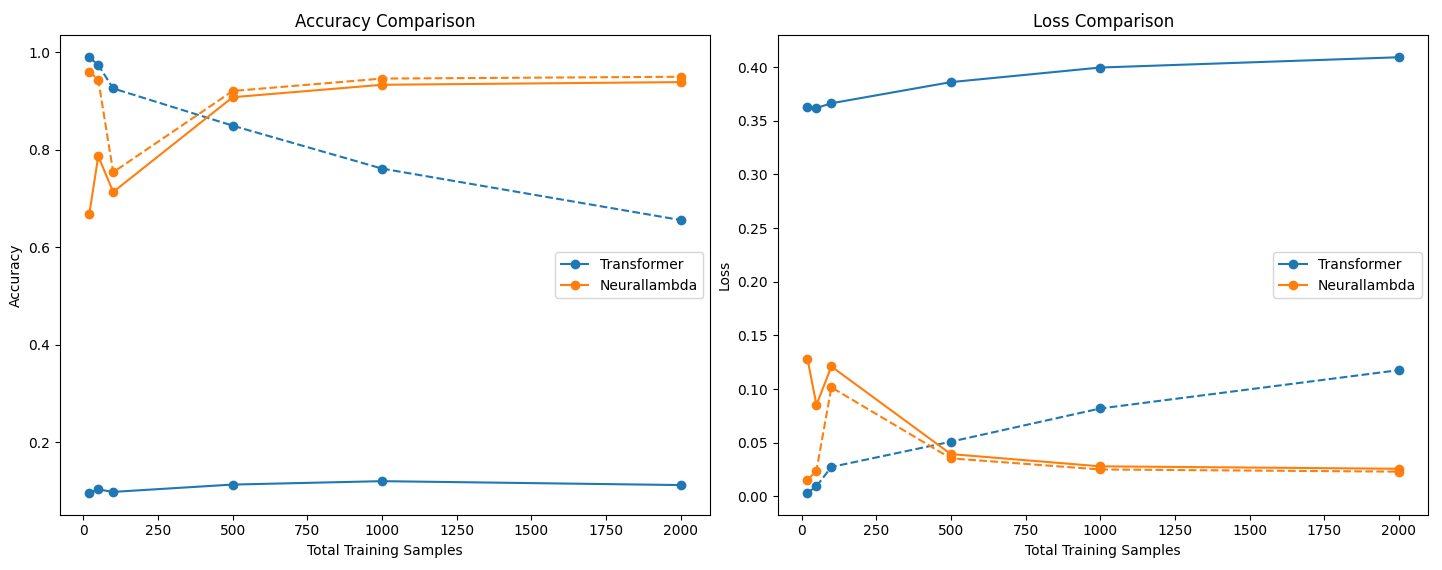 Accuracy Comparison
1.0
0.8
0.6
0.4
0.2
Accuracy
Transformer
Neurallambda
0 250 500 750 1000 1250 1500 1750 2000
Total Training Samples
Loss Comparison
0.40
0.35
0.30
0.25
0.20
0.15
0.10
0.05
0.00
Loss
Transformer
Neurallambda
0 250 500 750 1000 1250 1500 1750 2000
Total Training Samples